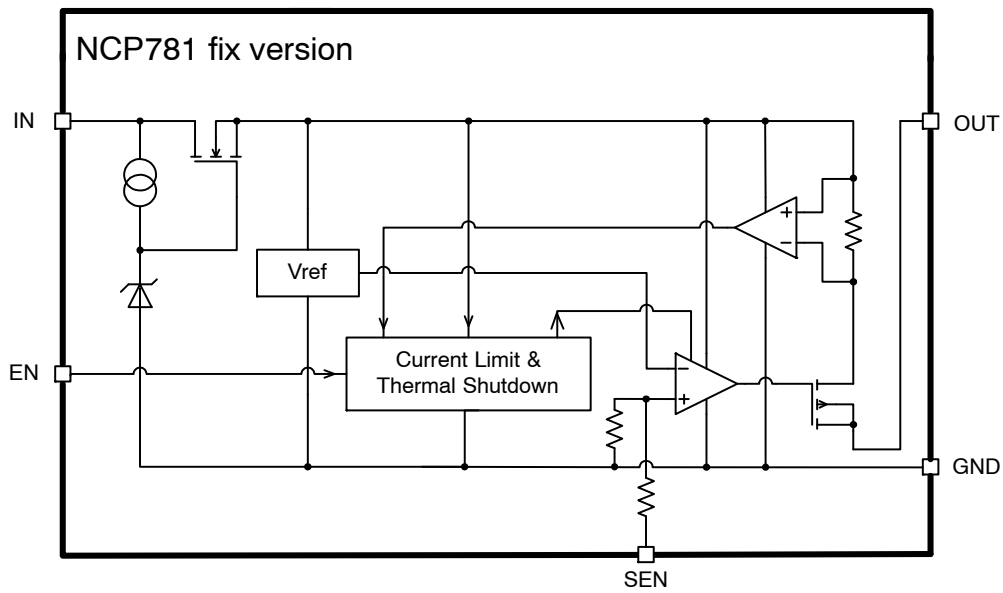 NCP781 fix version
IN
OUT
+
−
Vref
EN
Current Limit &
Thermal Shutdown
−
+
GND
SEN